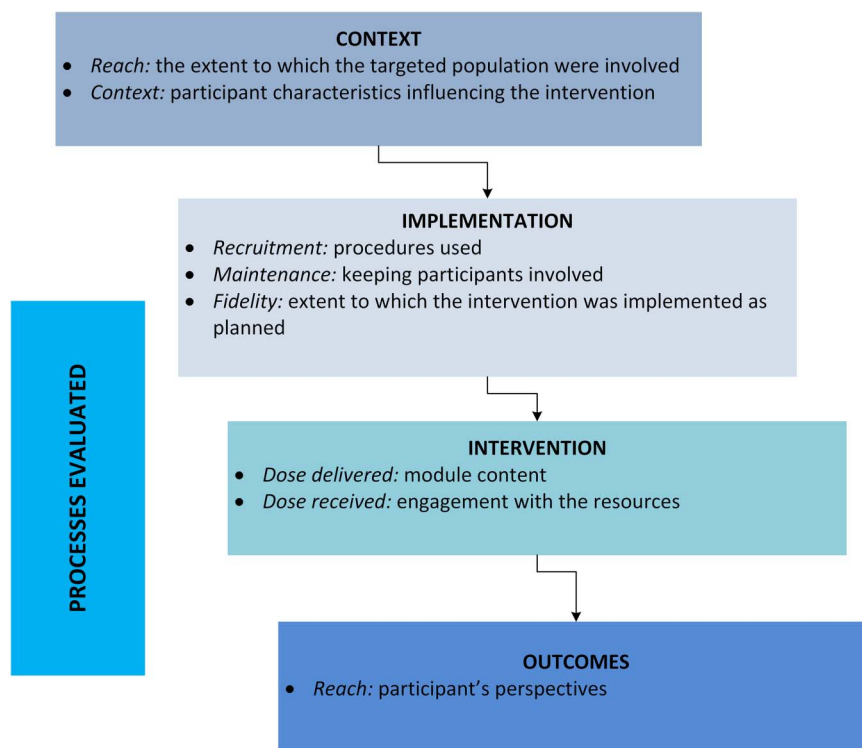 CONTEXT
• Reach: the extent to which the targeted population were involved
• Context: participant characteristics influencing the intervention
IMPLEMENTATION
• Recruitment: procedures used
• Maintenance: keeping participants involved
• Fidelity: extent to which the intervention was implemented as
planned
PROCESSES EVALUATED
INTERVENTION
• Dose delivered: module content
• Dose received: engagement with the resources
OUTCOMES
• Reach: participant’s perspectives